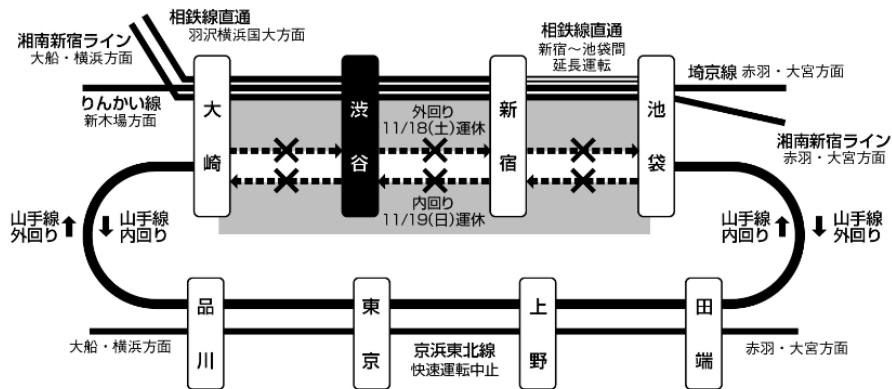 相鉄線直通
羽沢横浜国大方面
湘南新宿ライン
大船・横浜方面
相鉄線直通
新宿～池袋間
延長運転
埼京線 赤羽・大宮方面
りんかい線
新木場方面
大崎
渋谷
新宿
池袋
外回り
11/18(土)運休
湘南新宿ライン
赤羽・大宮方面
内回り
11/19(日)運休
山手線
外回り
山手線
内回り
山手線
内回り
山手線
外回り
品川
東京
上野
田端
大船・横浜方面
京浜東北線
快速運転中止
赤羽・大宮方面